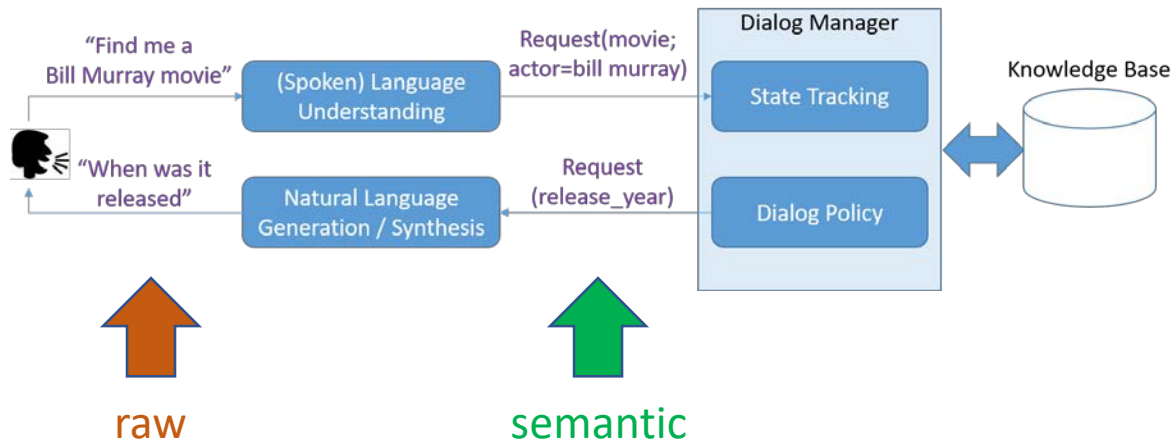 “Find me a
Bill Murray movie”
(Spoken) Language
Understanding
Request(movie;
actor=bill murray)
Dialog Manager
State Tracking
Knowledge Base
“When was it
released”
Natural Language
Generation / Synthesis
Request
(release_year)
Dialog Policy
raw
semantic